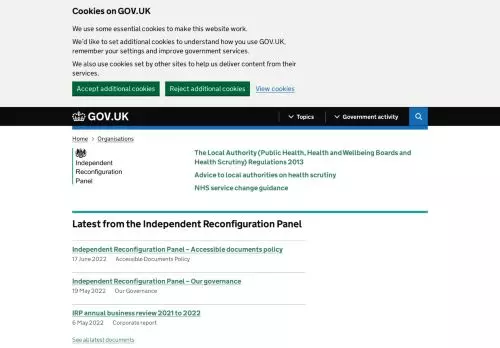 Cookies on GOV.UK
We use some essential cookies to make this website work.
We'd like to set additional cookies to understand how you use GOV.UK,
remember your settings and improve government services.
We also use cookies set by other sites to help us deliver content from their
services.
Accept additional cookies
Reject additional cookies
View cookies
GOV.UK
Topics
Government activity
Home
Organisations
Independent
Reconfiguration
Panel
The Local Authority (Public Health, Health and Wellbeing Boards and
Health Scrutiny) Regulations 2013
Advice to local authorities on health scrutiny
NHS service change guidance
Latest from the Independent Reconfiguration Panel
Independent Reconfiguration Panel – Accessible documents policy
17 June 2022 Accessible Documents Policy
Independent Reconfiguration Panel – Our governance
19 May 2022 Our Governance
IRP annual business review 2021 to 2022
6 May 2022 Corporate report
See all latest documents